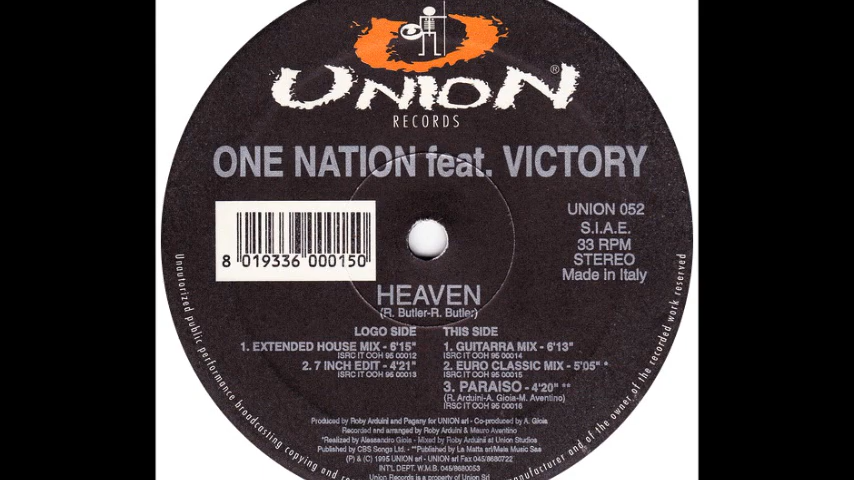 UNION ®
RECORDS
ONE NATION feat. VICTORY
8 019336 000150
UNION 052
S.I.A.E.
33 RPM
STEREO
Made in Italy
HEAVEN
(R. Butler-R. Butler)
LOGO SIDE
1. EXTENDED HOUSE MIX - 6'15"
ISRC IT OOH 95 00012
2. 7 INCH EDIT - 4'21"
ISRC IT OOH 95 00013
THIS SIDE
1. GUITARRA MIX - 6'13"
ISRC IT OOH 95 00014
2. EURO CLASSIC MIX - 5'05" *
ISRC IT OOH 95 00015
3. PARAISO - 4'20" **
(R. Arduini-A. Gioia-M. Aventino)
IRSC IT OOH 95 00016
Produced by Roby Arduini and Pagany for UNION srl - Co-produced by A. Gioia
Recorded and arranged by Roby Arduini & Mauro Aventino
*Realized by Alessandro Gioia - Mixed by Roby Arduini at Union Studios
Published by CBS Songs Ltd. - **Published by La Matta srl/Mela Music Sas
(P) & (C) 1995 UNION srl - UNION srl Fax 045/8680722
INT'L DEPT. W.M.B. 045/8680053
Union Records is a property of Union Srl
Unautorized public performance broadcasting copying and
manufacturer and of the owner of the recorded work reserved